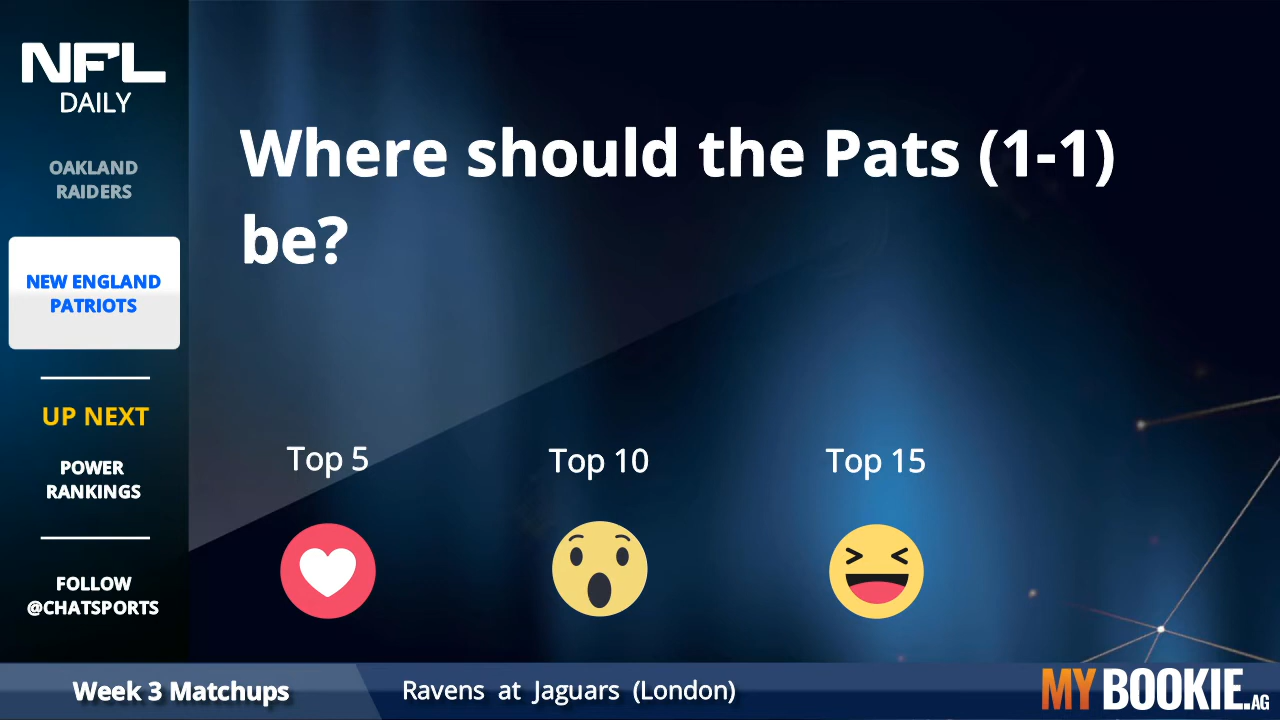 NFL
DAILY
OAKLAND
RAIDERS
NEW ENGLAND
PATRIOTS
UP NEXT
POWER
RANKINGS
FOLLOW
@CHATSPORTS
Where should the Pats (1-1)
be?
Top 5
Top 10
Top 15
Week 3 Matchups
Ravens at Jaguars (London)
MYBOOKIE.AG